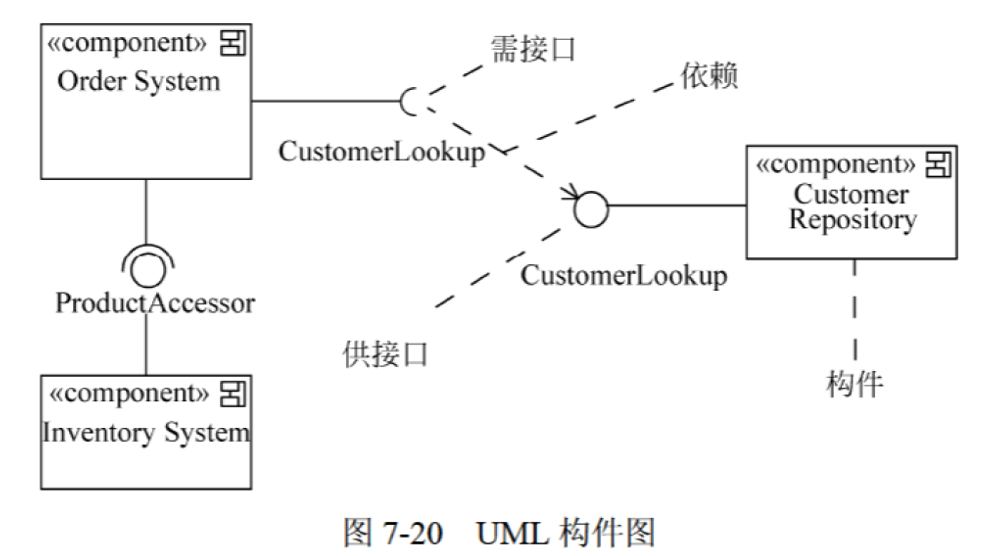 «component»
Order System
需接口
依赖
CustomerLookup
«component»
Customer
Repository
CustomerLookup
ProductAccessor
供接口
构件
«component»
Inventory System
图 7-20 UML 构件图